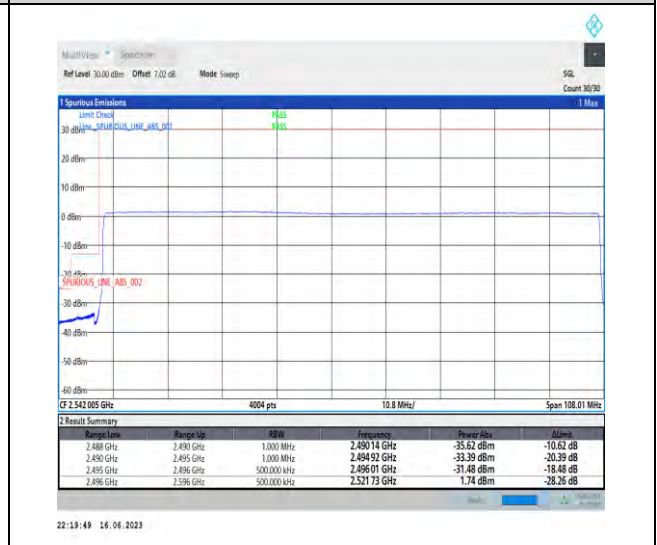 MultiView Spectrum
Ref Level 30.00 dBm Offset 7.02 dB Mode Sweep SGL
Count 30/30
1 Spurious Emissions 1 Max
Limit Check PASS
Line _SPURIOUS_LINE_ABS_002 PASS
30 dBm
20 dBm
10 dBm
0 dBm
-10 dBm
-20 dBm
_SPURIOUS_LINE_ABS_002
-30 dBm
-40 dBm
-50 dBm
-60 dBm
CF 2.542 005 GHz 4004 pts 10.8 MHz/ Span 108.01 MHz
2 Result Summary
Range Low Range Up RBW Frequency Power Abs ΔLimit
2.488 GHz 2.490 GHz 1.000 MHz 2.490 14 GHz -35.62 dBm -10.62 dB
2.490 GHz 2.495 GHz 1.000 MHz 2.494 92 GHz -33.39 dBm -20.39 dB
2.495 GHz 2.496 GHz 500.000 kHz 2.496 01 GHz -31.48 dBm -18.48 dB
2.496 GHz 2.596 GHz 500.000 kHz 2.521 73 GHz 1.74 dBm -28.26 dB
22:19:49 16.06.2023